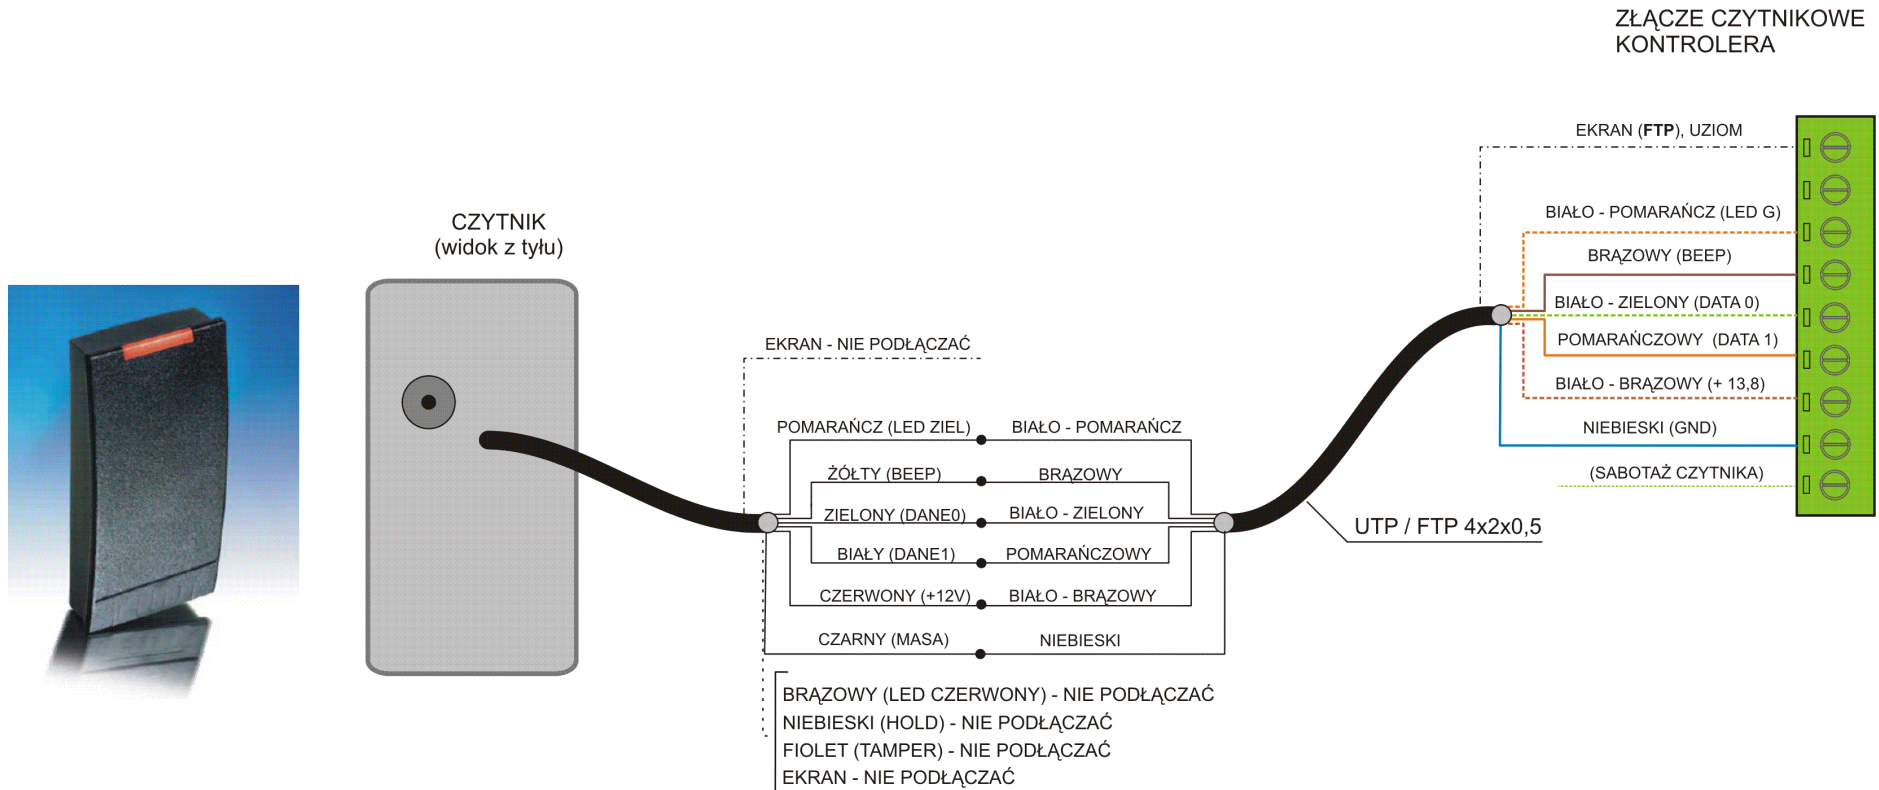 ZŁĄCZE CZYTNIKOWE
KONTROLERA
EKRAN (FTP), UZIOM
BIAŁO - POMARAŃCZ (LED G)
BRĄZOWY (BEEP)
BIAŁO - ZIELONY (DATA 0)
POMARAŃCZOWY (DATA 1)
BIAŁO - BRĄZOWY (+ 13,8)
NIEBIESKI (GND)
(SABOTAŻ CZYTNIKA)
CZYTNIK
(widok z tyłu)
EKRAN - NIE PODŁĄCZAĆ
POMARAŃCZ (LED ZIEL) BIAŁO - POMARAŃCZ
ŻÓŁTY (BEEP) BRĄZOWY
ZIELONY (DANE0) BIAŁO - ZIELONY
BIAŁY (DANE1) POMARAŃCZOWY
CZERWONY (+12V) BIAŁO - BRĄZOWY
CZARNY (MASA) NIEBIESKI
UTP / FTP 4x2x0,5
BRĄZOWY (LED CZERWONY) - NIE PODŁĄCZAĆ
NIEBIESKI (HOLD) - NIE PODŁĄCZAĆ
FIOLET (TAMPER) - NIE PODŁĄCZAĆ
EKRAN - NIE PODŁĄCZAĆ